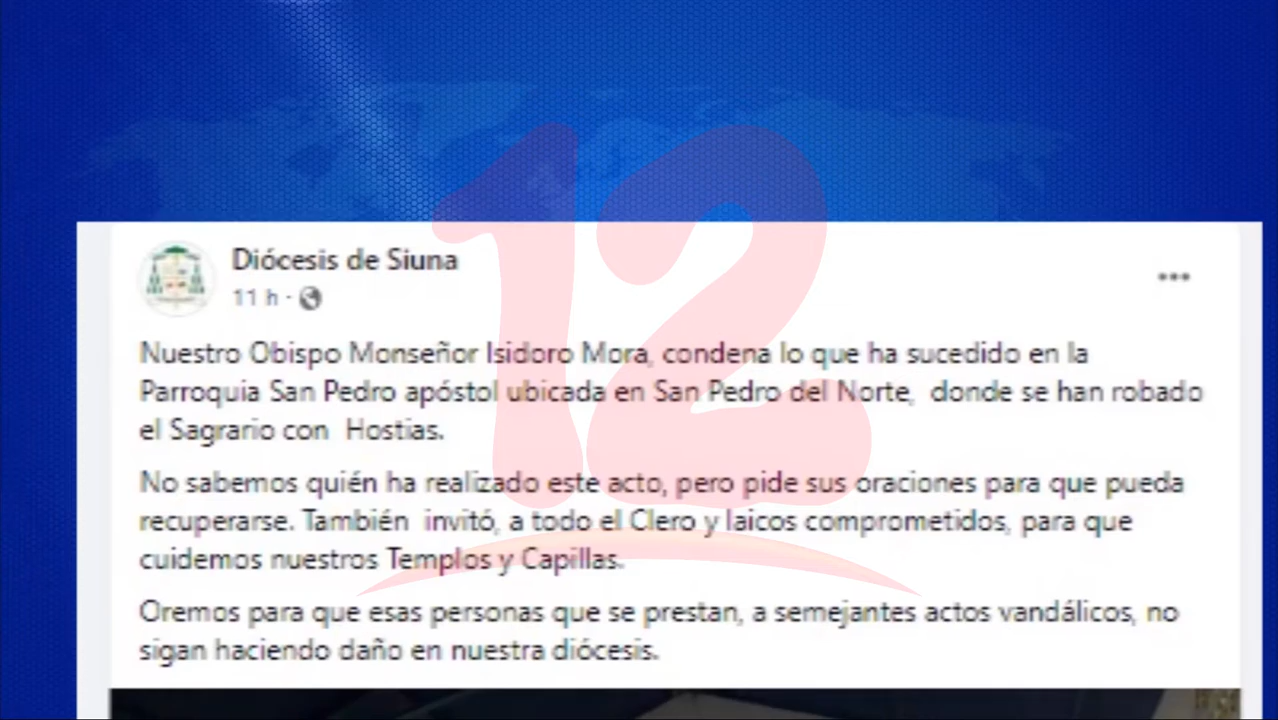 12
Diócesis de Siuna
11 h ·
Nuestro Obispo Monseñor Isidoro Mora, condena lo que ha sucedido en la
Parroquia San Pedro apóstol ubicada en San Pedro del Norte, donde se han robado
el Sagrario con Hostias.
No sabemos quién ha realizado este acto, pero pide sus oraciones para que pueda
recuperarse. También invitó, a todo el Clero y laicos comprometidos, para que
cuidemos nuestros Templos y Capillas.
Oremos para que esas personas que se prestan, a semejantes actos vandálicos, no
sigan haciendo daño en nuestra diócesis.